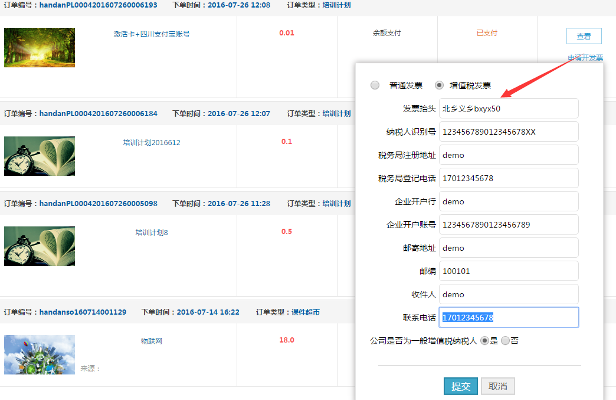 订单编号：handanPL0004201607260006193 下单时间：2016-07-26 12:08 订单类型：培训计划
激活卡+四川支付三账号 0.01 余额支付 已支付 查看
申请开发票
普通发票 增值税发票
发票抬头 北乡义乡bxyx50
订单编号：handanPL0004201607260006184 下单时间：2016-07-26 12:07 订单类型：培训计划
纳税人识别号 123456789012345678XX
培训计划2016612 0.1
税务局注册地址 demo
税务局登记电话 17012345678
订单编号：handanPL0004201607260005098 下单时间：2016-07-26 11:28 订单类型：培训计划
企业开户行 demo
企业开户账号 1234567890123456789
培训计划8 0.5
邮寄地址 demo
邮编 100101
收件人 demo
订单编号：handanso160714001129 下单时间：2016-07-14 16:22 订单类型：课件超市
联系电话 17012345678
物联网 18.0
公司是否为一般增值税纳税人 是 否
来源：
提交 取消